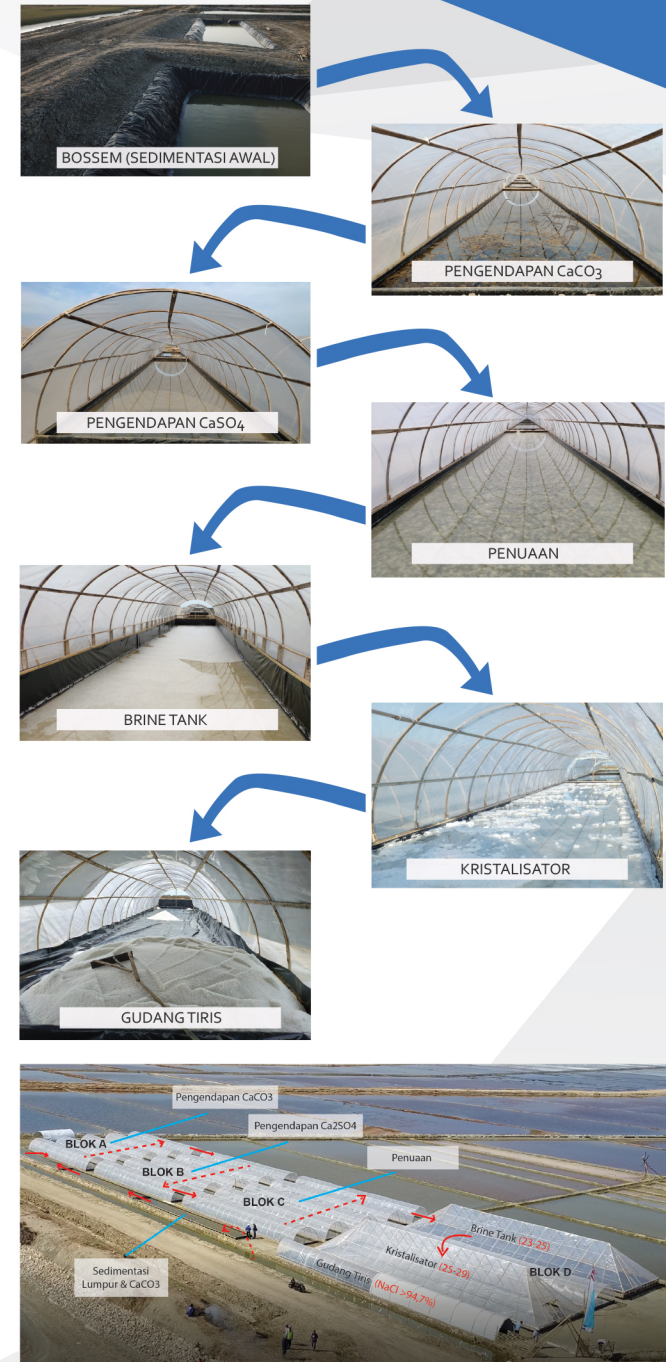 BOSSEM (SEDIMENTASI AWAL)
PENGENDAPAN CaCO3
PENGENDAPAN CaSO4
PENUAAN
BRINE TANK
KRISTALISATOR
GUDANG TIRIS
Pengendapan CaCO3
BLOK A
Pengendapan Ca2SO4
BLOK B
Penuaan
BLOK C
Brine Tank (23-25)
Kristalisator (25-29)
BLOK D
Gudang Tiris (NaCl >94,7%)
Sedimentasi
Lumpur & CaCO3